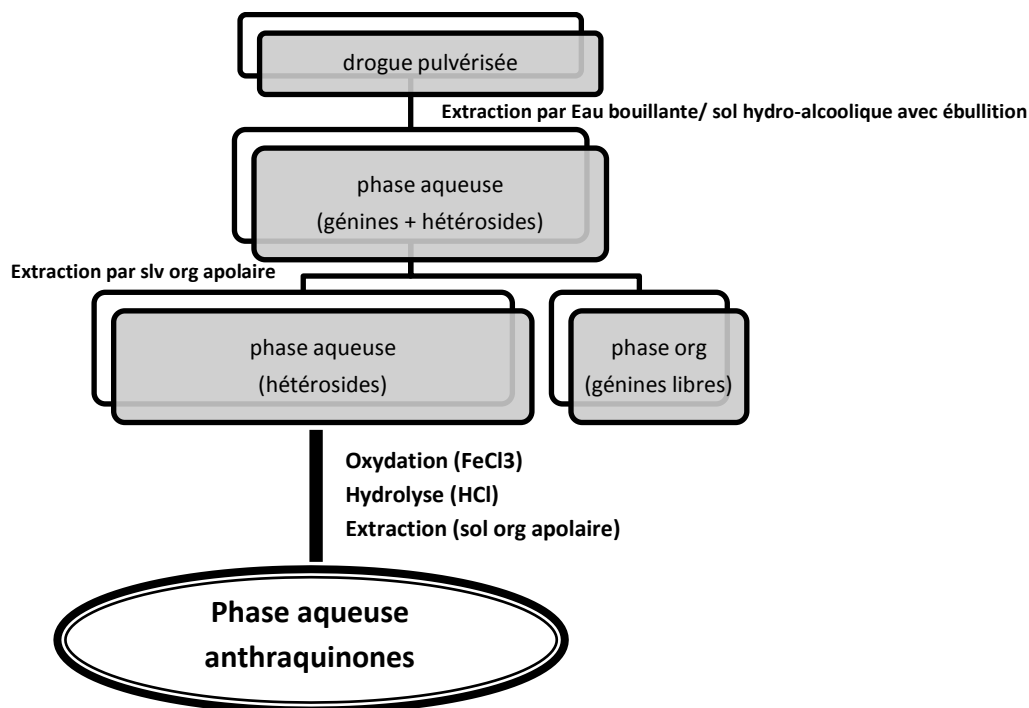 drogue pulvérisée
Extraction par Eau bouillante/ sol hydro-alcoolique avec ébullition
phase aqueuse
(génines + hétérosides)
Extraction par slv org apolaire
phase aqueuse
(hétérosides)
phase org
(génines libres)
Oxydation (FeCl3)
Hydrolyse (HCl)
Extraction (sol org apolaire)
Phase aqueuse
anthraquinones